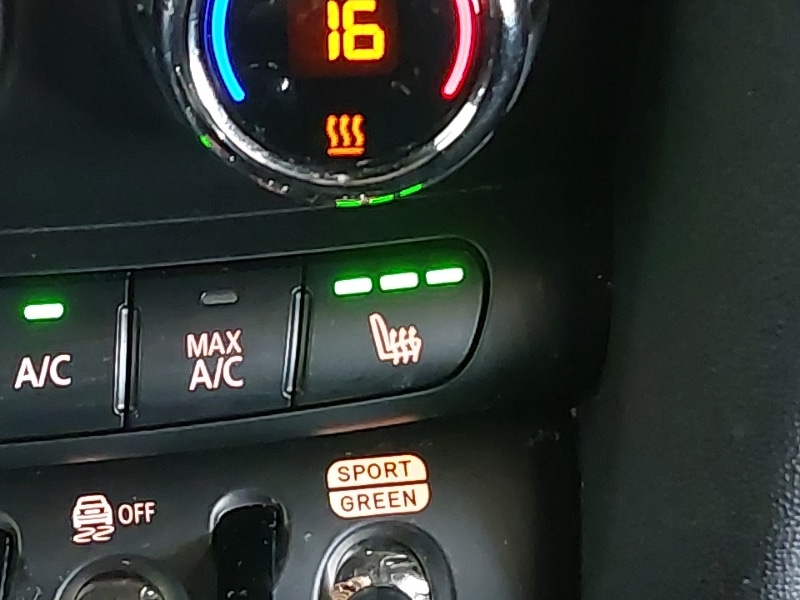 16
A/C
MAX
A/C
SPORT
GREEN
OFF